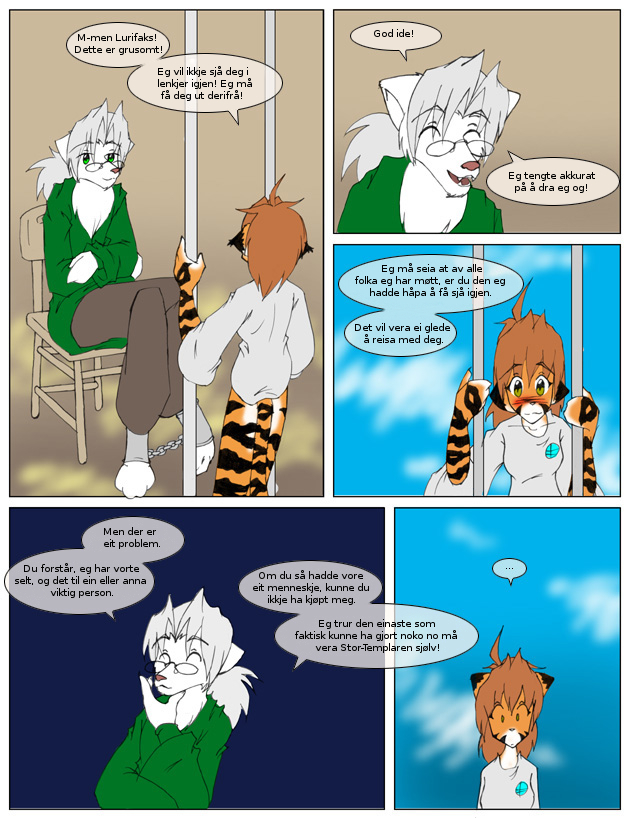 M-men Lurifaks!
Dette er grusomt!
Eg vil ikkje sjå deg i
lenkjer igjen! Eg må
få deg ut derifrå!
God ide!
Eg tengte akkurat
på å dra eg og!
Eg må seia at av alle
folka eg har møtt, er du den eg
hadde håpa å få sjå igjen.
Det vil vera ei glede
å reisa med deg.
Men der er
eit problem.
Du forstår, eg har vorte
selt, og det til ein eller anna
viktig person.
Om du så hadde vore
eit menneskje, kunne du
ikkje ha kjøpt meg.
Eg trur den einaste som
faktisk kunne ha gjort noko no må
vera Stor-Templaren sjølv!
...